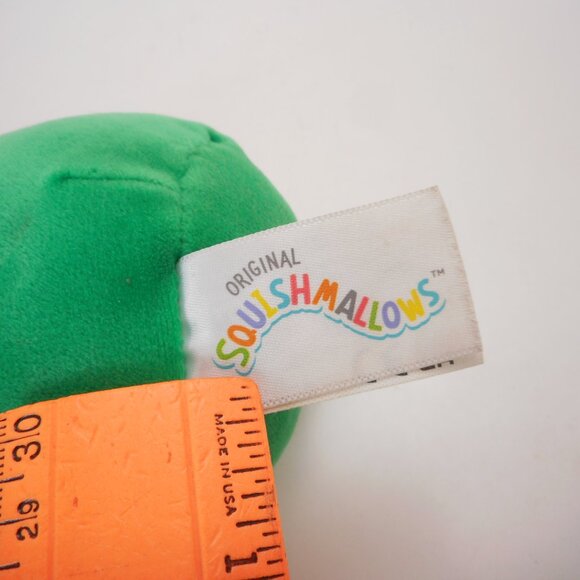 ORIGINAL
SQUISHMALLOWS™
MADE IN USA
30
29
1